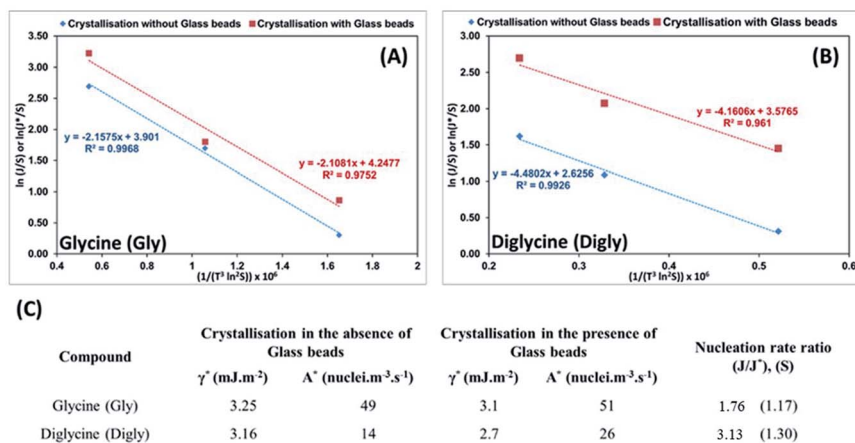 Crystallisation without Glass beads Crystallisation with Glass beads
(A)
ln (J/S) or ln(J*/S)
3.50
3.00
2.50
2.00
1.50
1.00
0.50
0.00
y = -2.1575x + 3.901
R² = 0.9968
y = -2.1081x + 4.2477
R² = 0.9752
Glycine (Gly)
0.4 0.6 0.8 1 1.2 1.4 1.6 1.8 2
(1/(T³ ln²S)) x 10⁶
Crystallisation without Glass beads Crystallisation with Glass beads
(B)
ln (J/S) or ln(J*/S)
3.00
2.50
2.00
1.50
1.00
0.50
0.00
y = -4.1606x + 3.5765
R² = 0.961
y = -4.4802x + 2.6256
R² = 0.9926
Diglycine (Digly)
0.2 0.3 0.4 0.5 0.6
(1/(T³ ln²S)) x 10⁶
(C)
Compound
Crystallisation in the absence of
Glass beads
Crystallisation in the presence of
Glass beads
Nucleation rate ratio
(J/J*), (S)
γ* (mJ.m⁻²) A* (nuclei.m⁻³.s⁻¹) γ* (mJ.m⁻²) A* (nuclei.m⁻³.s⁻¹)
Glycine (Gly) 3.25 49 3.1 51 1.76 (1.17)
Diglycine (Digly) 3.16 14 2.7 26 3.13 (1.30)